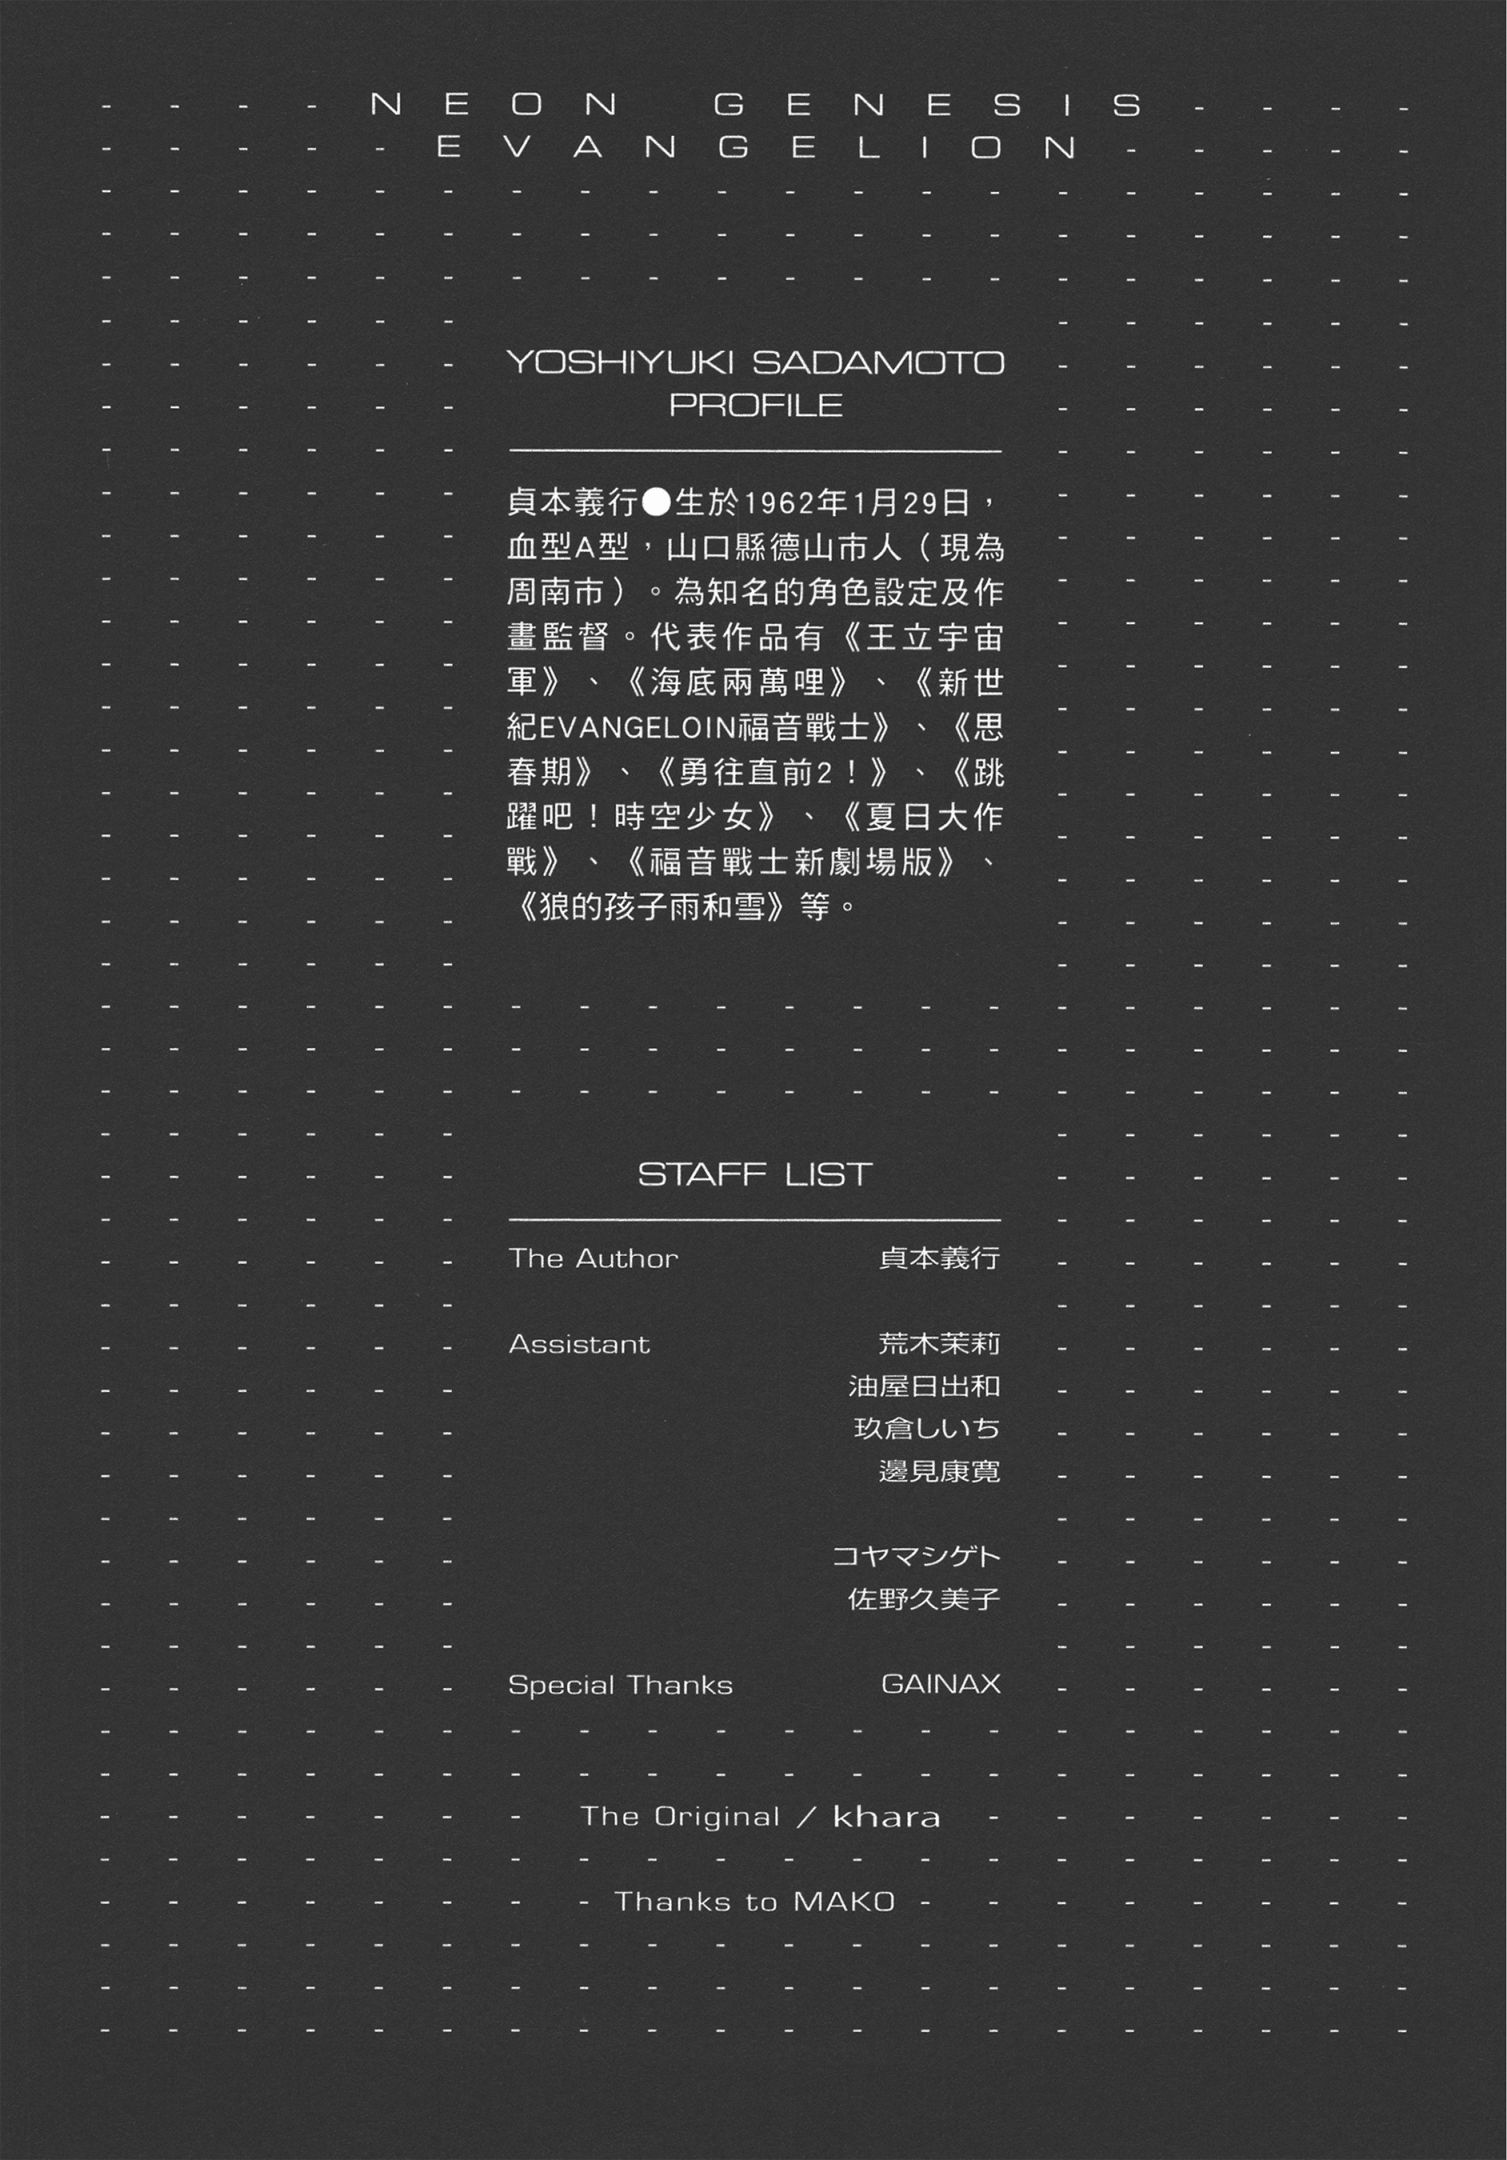 NEON GENESIS
EVANGELION
YOSHIYUKI SADAMOTO
PROFILE
貞本義行●生於1962年1月29日，
血型A型，山口縣德山市人（現為
周南市）。為知名的角色設定及作
畫監督。代表作品有《王立宇宙
軍》、《海底兩萬哩》、《新世
紀EVANGELOIN福音戰士》、《思
春期》、《勇往直前2！》、《跳
躍吧！時空少女》、《夏日大作
戰》、《福音戰士新劇場版》、
《狼的孩子雨和雪》等。
STAFF LIST
The Author 貞本義行
Assistant 荒木茉莉
油屋日出和
玖倉しいち
邊見康寛
コヤマシゲト
佐野久美子
Special Thanks GAINAX
The Original / khara
Thanks to MAKO